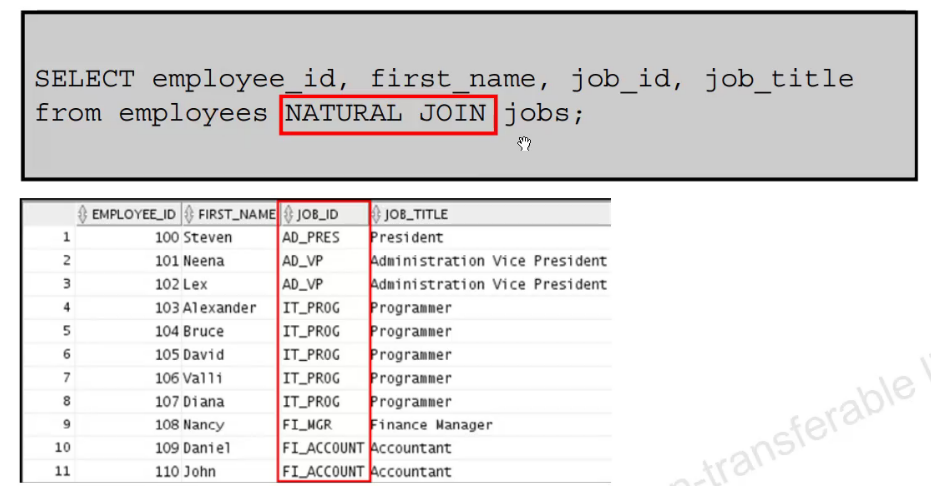 SELECT employee_id, first_name, job_id, job_title
from employees NATURAL JOIN jobs;
EMPLOYEE_ID FIRST_NAME JOB_ID JOB_TITLE
1 100 Steven AD_PRES President
2 101 Neena AD_VP Administration Vice President
3 102 Lex AD_VP Administration Vice President
4 103 Alexander IT_PROG Programmer
5 104 Bruce IT_PROG Programmer
6 105 David IT_PROG Programmer
7 106 Valli IT_PROG Programmer
8 107 Diana IT_PROG Programmer
9 108 Nancy FI_MGR Finance Manager
10 109 Daniel FI_ACCOUNT Accountant
11 110 John FI_ACCOUNT Accountant
n-transferable